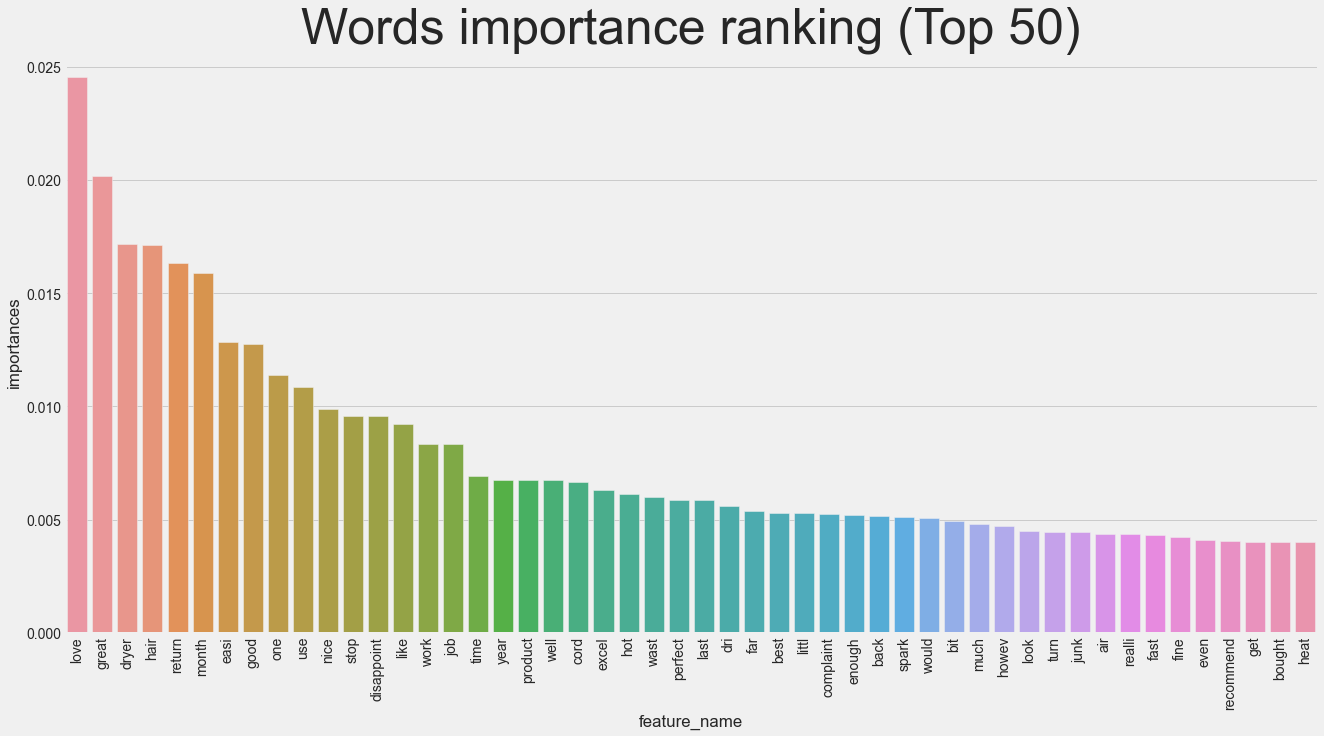 Words importance ranking (Top 50)
0.025
0.020
0.015
0.010
0.005
0.000
importances
love
great
dryer
hair
return
month
easi
good
one
use
nice
stop
disappoint
like
work
job
time
year
product
well
cord
excel
hot
wast
perfect
last
dri
far
best
littl
complaint
enough
back
spark
would
bit
much
howev
look
turn
junk
air
realli
fast
fine
even
recommend
get
bought
heat
feature_name